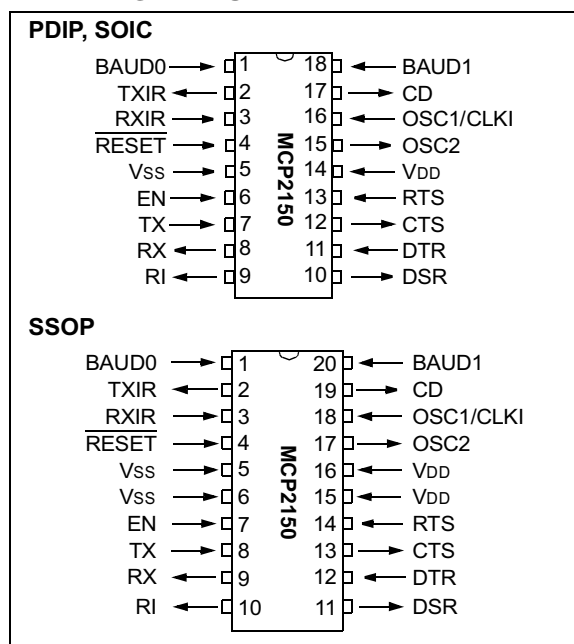 PDIP, SOIC
BAUD0 1 18 BAUD1
TXIR 2 17 CD
RXIR 3 16 OSC1/CLKI
RESET 4 15 OSC2
VSS 5 14 VDD
EN 6 13 RTS
TX 7 12 CTS
RX 8 11 DTR
RI 9 10 DSR
MCP2150
SSOP
BAUD0 1 20 BAUD1
TXIR 2 19 CD
RXIR 3 18 OSC1/CLKI
RESET 4 17 OSC2
VSS 5 16 VDD
VSS 6 15 VDD
EN 7 14 RTS
TX 8 13 CTS
RX 9 12 DTR
RI 10 11 DSR
MCP2150